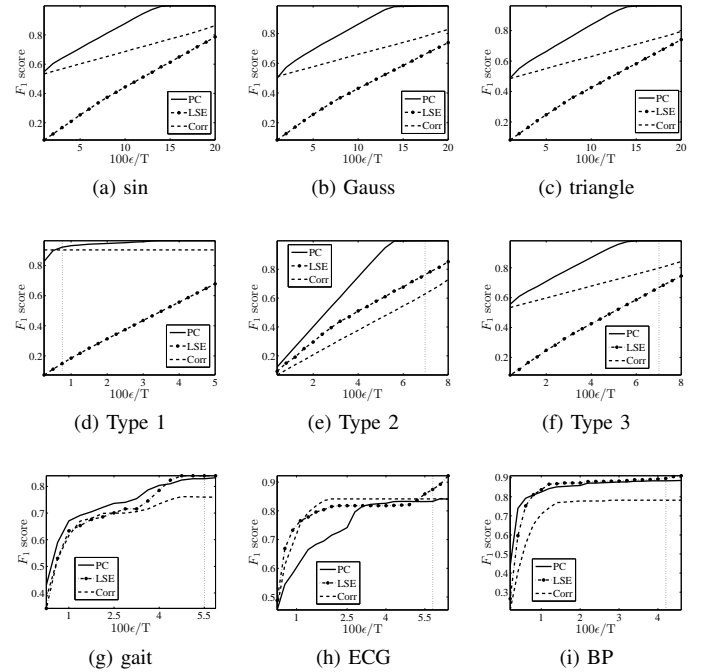 0.8
0.6
0.4
0.2
F₁ score
5 10 15 20
100ϵ/T
PC
LSE
Corr
(a) sin
0.8
0.6
0.4
0.2
F₁ score
5 10 15 20
100ϵ/T
PC
LSE
Corr
(b) Gauss
0.8
0.6
0.4
0.2
F₁ score
5 10 15 20
100ϵ/T
PC
LSE
Corr
(c) triangle
0.8
0.6
0.4
0.2
F₁ score
1 2 3 4 5
100ϵ/T
PC
LSE
Corr
(d) Type 1
0.8
0.6
0.4
0.2
F₁ score
2 4 6 8
100ϵ/T
PC
LSE
Corr
(e) Type 2
0.8
0.6
0.4
0.2
F₁ score
2 4 6 8
100ϵ/T
PC
LSE
Corr
(f) Type 3
0.8
0.7
0.6
0.5
0.4
F₁ score
1 2.5 4 5.5
100ϵ/T
PC
LSE
Corr
(g) gait
0.9
0.8
0.7
0.6
0.5
F₁ score
1 2.5 4 5.5
100ϵ/T
PC
LSE
Corr
(h) ECG
0.9
0.8
0.7
0.6
0.5
0.4
0.3
F₁ score
1 2 3 4
100ϵ/T
PC
LSE
Corr
(i) BP